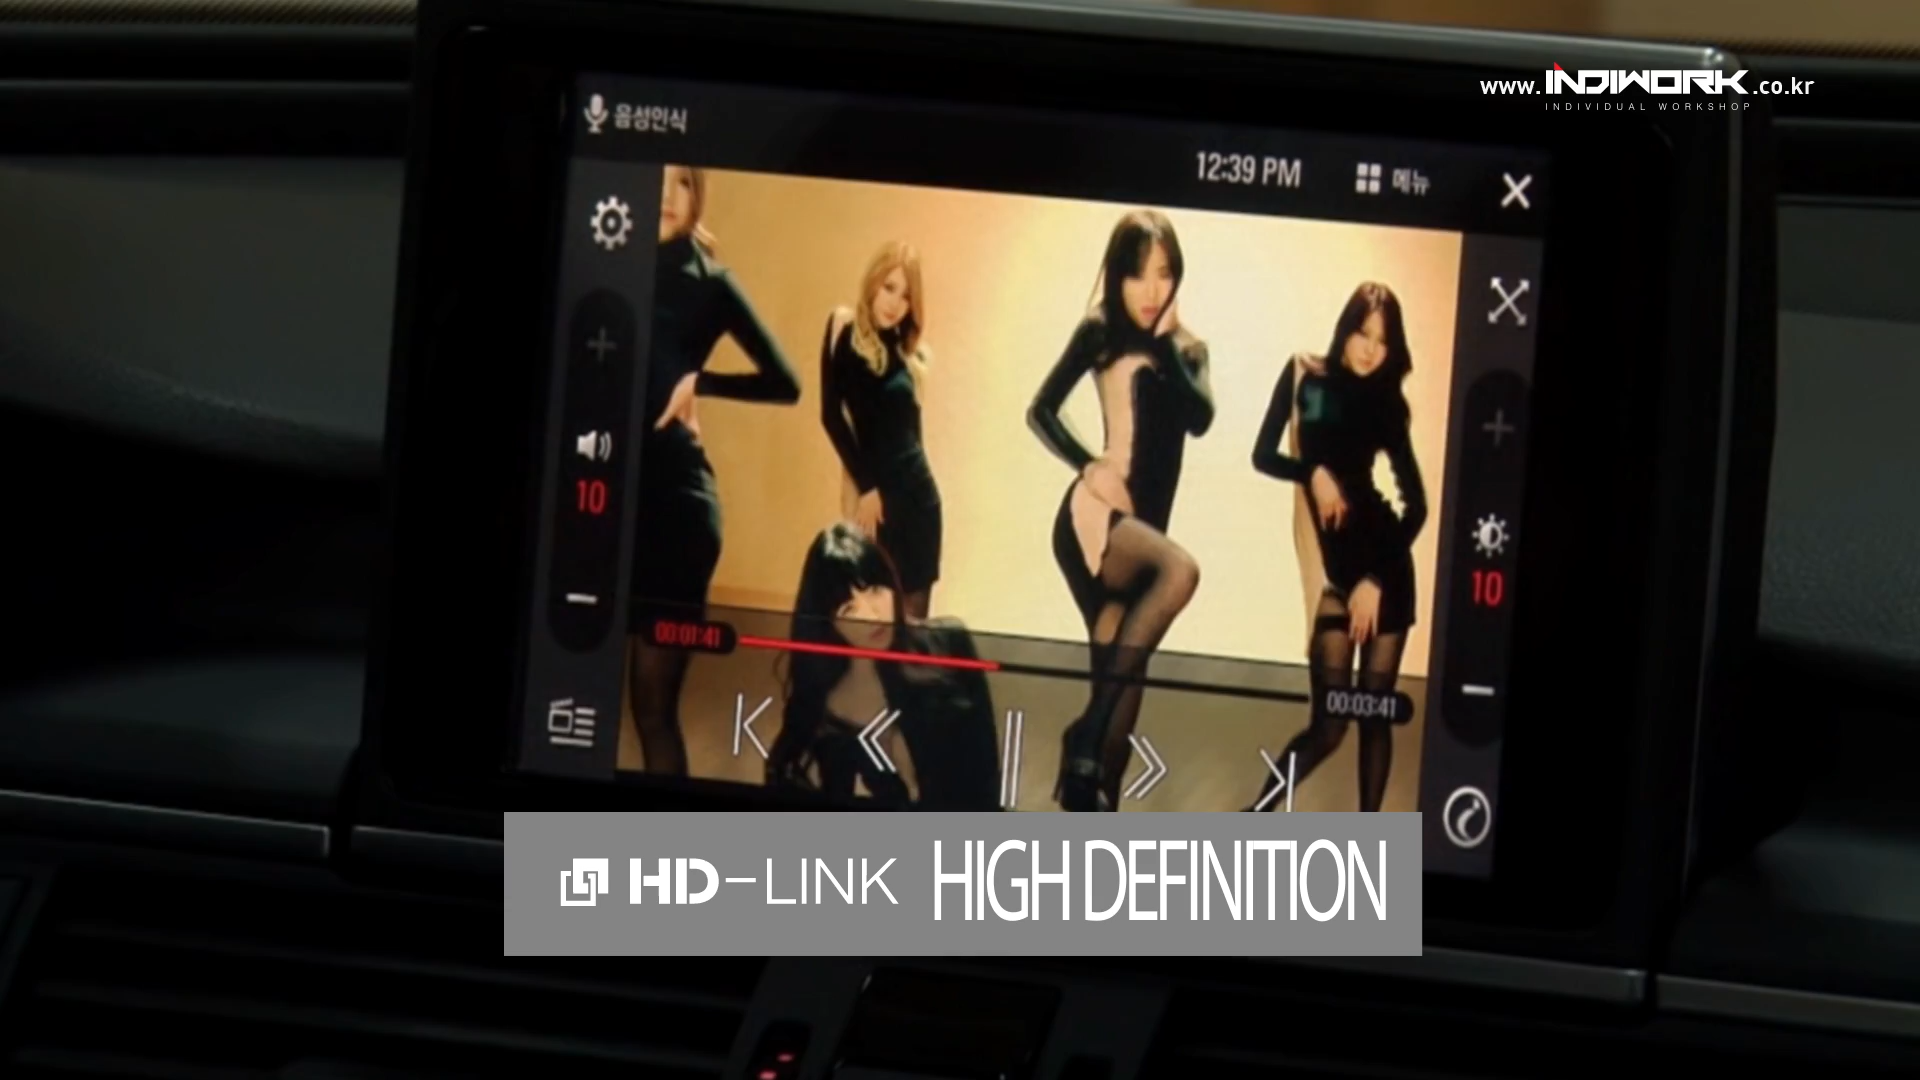 www.INDIWORK.co.kr
INDIVIDUAL WORKSHOP
음성인식
12:39 PM
메뉴
10
10
00:01:41
00:03:41
HD-LINK HIGH DEFINITION